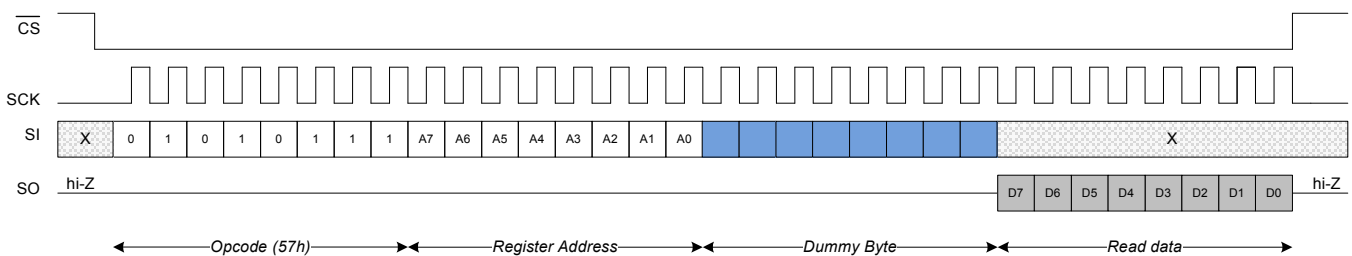 CS
SCK
SI X 0 1 0 1 0 1 1 1 A7 A6 A5 A4 A3 A2 A1 A0 X
SO hi-Z D7 D6 D5 D4 D3 D2 D1 D0 hi-Z
Opcode (57h) Register Address Dummy Byte Read data